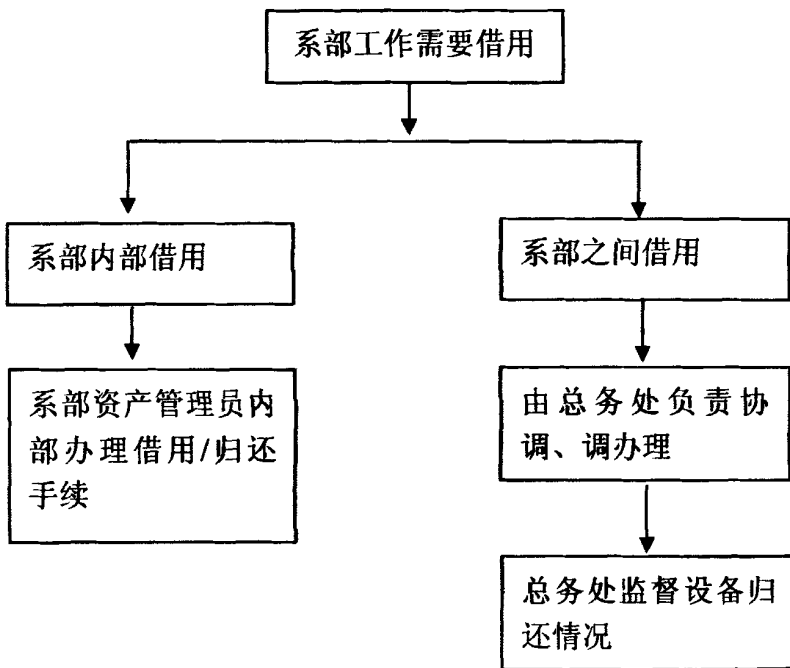 系部工作需要借用
系部内部借用
系部之间借用
系部资产管理员内
部办理借用/归还
手续
由总务处负责协
调、调办理
总务处监督设备归
还情况